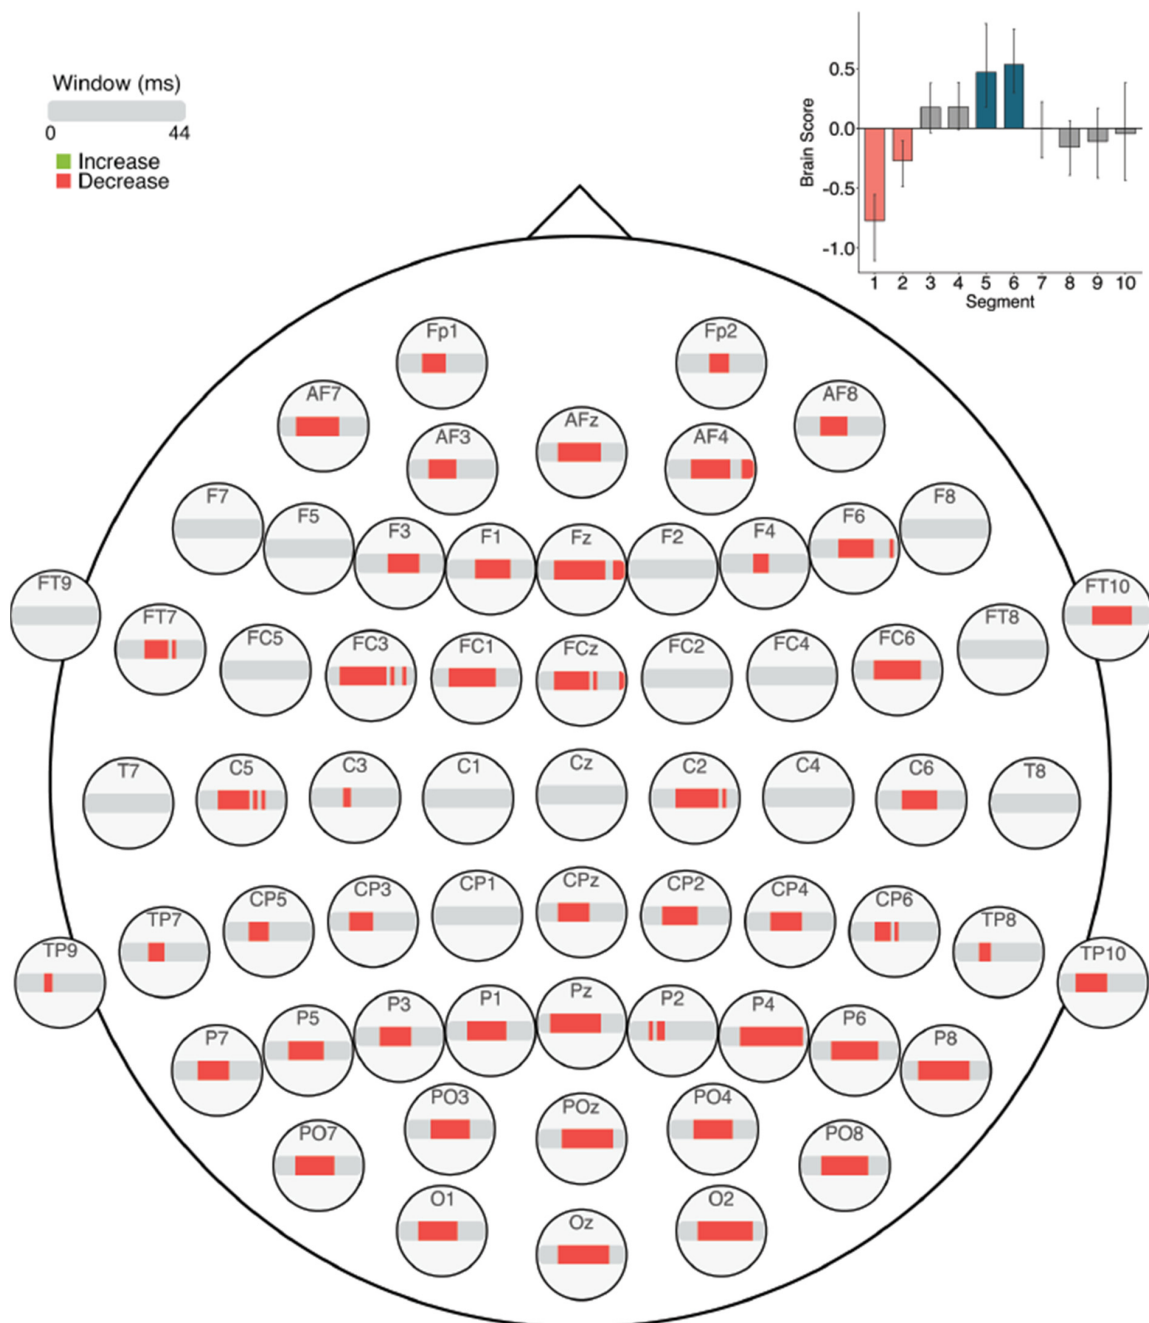 Window (ms)
0 44
Increase
Decrease
Brain Score
0.5
0.0
-0.5
-1.0
1 2 3 4 5 6 7 8 9 10
Segment
Fp1 Fp2
AF7 AF3 AFz AF4 AF8
F7 F5 F3 F1 Fz F2 F4 F6 F8
FT9 FT7 FC5 FC3 FC1 FCz FC2 FC4 FC6 FT8 FT10
T7 C5 C3 C1 Cz C2 C4 C6 T8
TP9 TP7 CP5 CP3 CP1 CPz CP2 CP4 CP6 TP8 TP10
P7 P5 P3 P1 Pz P2 P4 P6 P8
PO7 PO3 POz PO4 PO8
O1 Oz O2